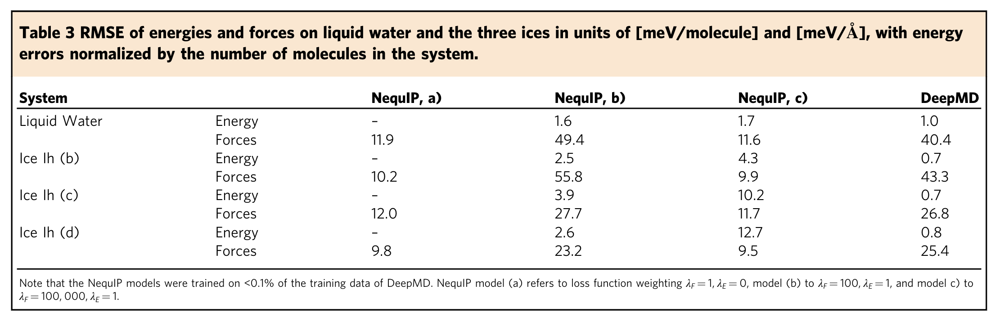 Table 3 RMSE of energies and forces on liquid water and the three ices in units of [meV/molecule] and [meV/Å], with energy
errors normalized by the number of molecules in the system.
System NequIP, a) NequIP, b) NequIP, c) DeepMD
Liquid Water Energy – 1.6 1.7 1.0
Forces 11.9 49.4 11.6 40.4
Ice Ih (b) Energy – 2.5 4.3 0.7
Forces 10.2 55.8 9.9 43.3
Ice Ih (c) Energy – 3.9 10.2 0.7
Forces 12.0 27.7 11.7 26.8
Ice Ih (d) Energy – 2.6 12.7 0.8
Forces 9.8 23.2 9.5 25.4
Note that the NequIP models were trained on <0.1% of the training data of DeepMD. NequIP model (a) refers to loss function weighting λF = 1, λE = 0, model (b) to λF = 100, λE = 1, and model c) to
λF = 100, 000, λE = 1.